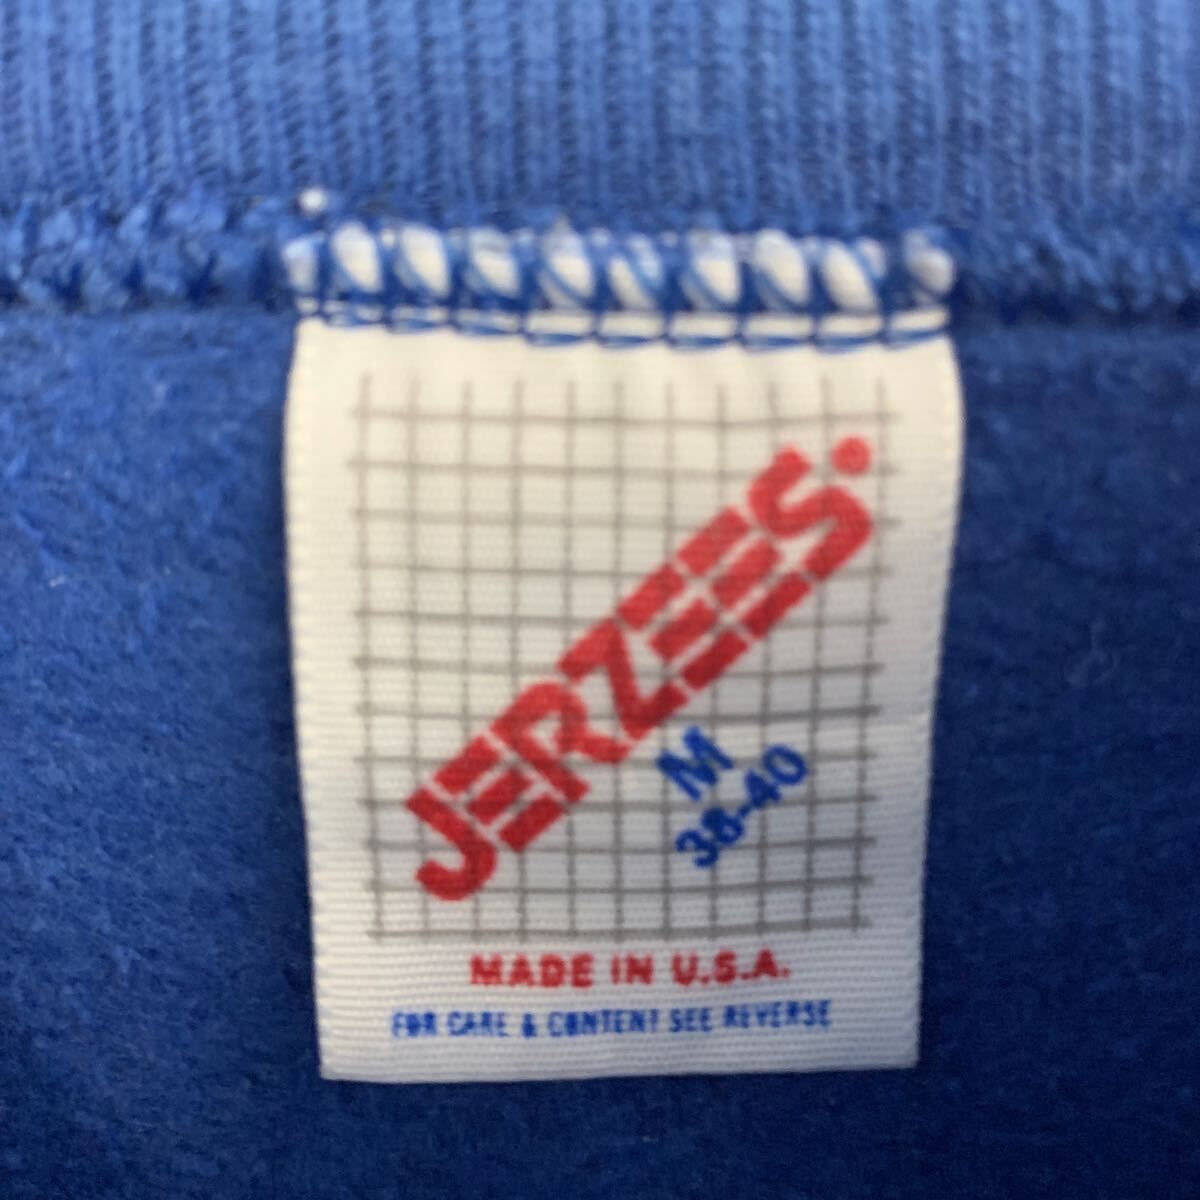 JERZEES
M
38-40
MADE IN U.S.A.
FOR CARE & CONTENT SEE REVERSE